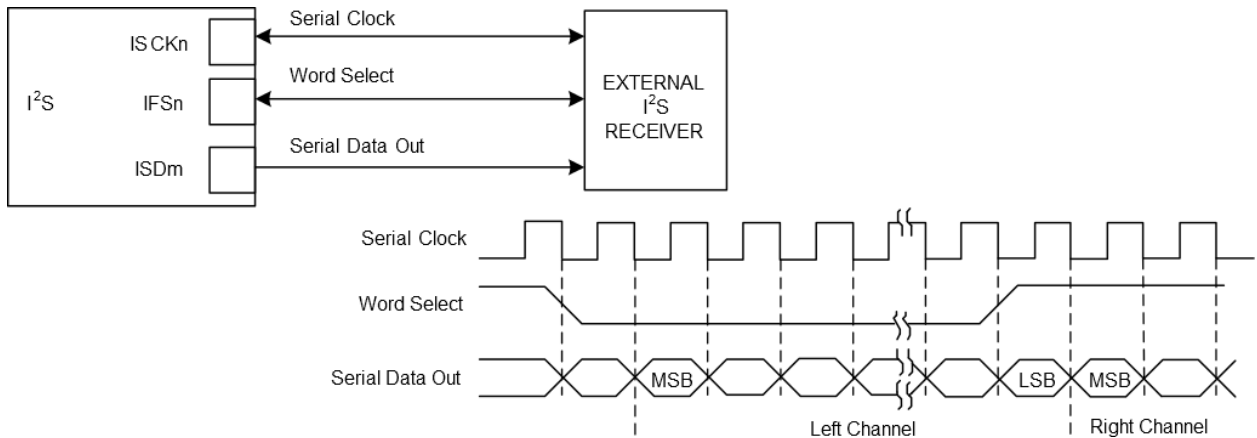 Serial Clock
ISCKn
Word Select
I²S
IFSn
EXTERNAL
I²S
RECEIVER
Serial Data Out
ISDm
Serial Clock
Word Select
Serial Data Out
MSB
LSB
MSB
Left Channel
Right Channel